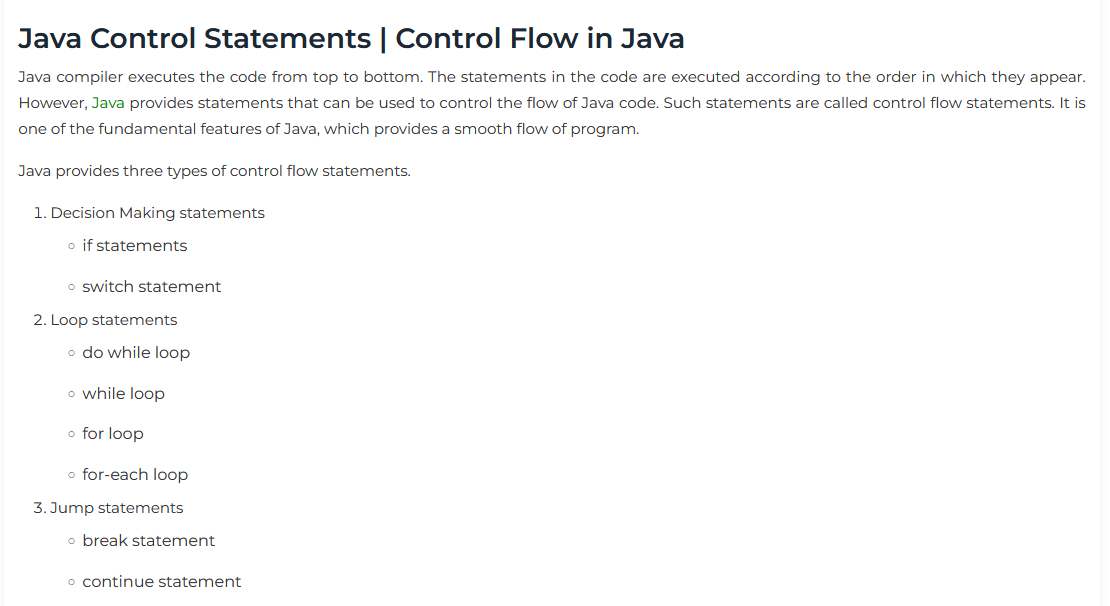 Java Control Statements | Control Flow in Java
Java compiler executes the code from top to bottom. The statements in the code are executed according to the order in which they appear.
However, Java provides statements that can be used to control the flow of Java code. Such statements are called control flow statements. It is
one of the fundamental features of Java, which provides a smooth flow of program.
Java provides three types of control flow statements.
1. Decision Making statements
○ if statements
○ switch statement
2. Loop statements
○ do while loop
○ while loop
○ for loop
○ for-each loop
3. Jump statements
○ break statement
○ continue statement